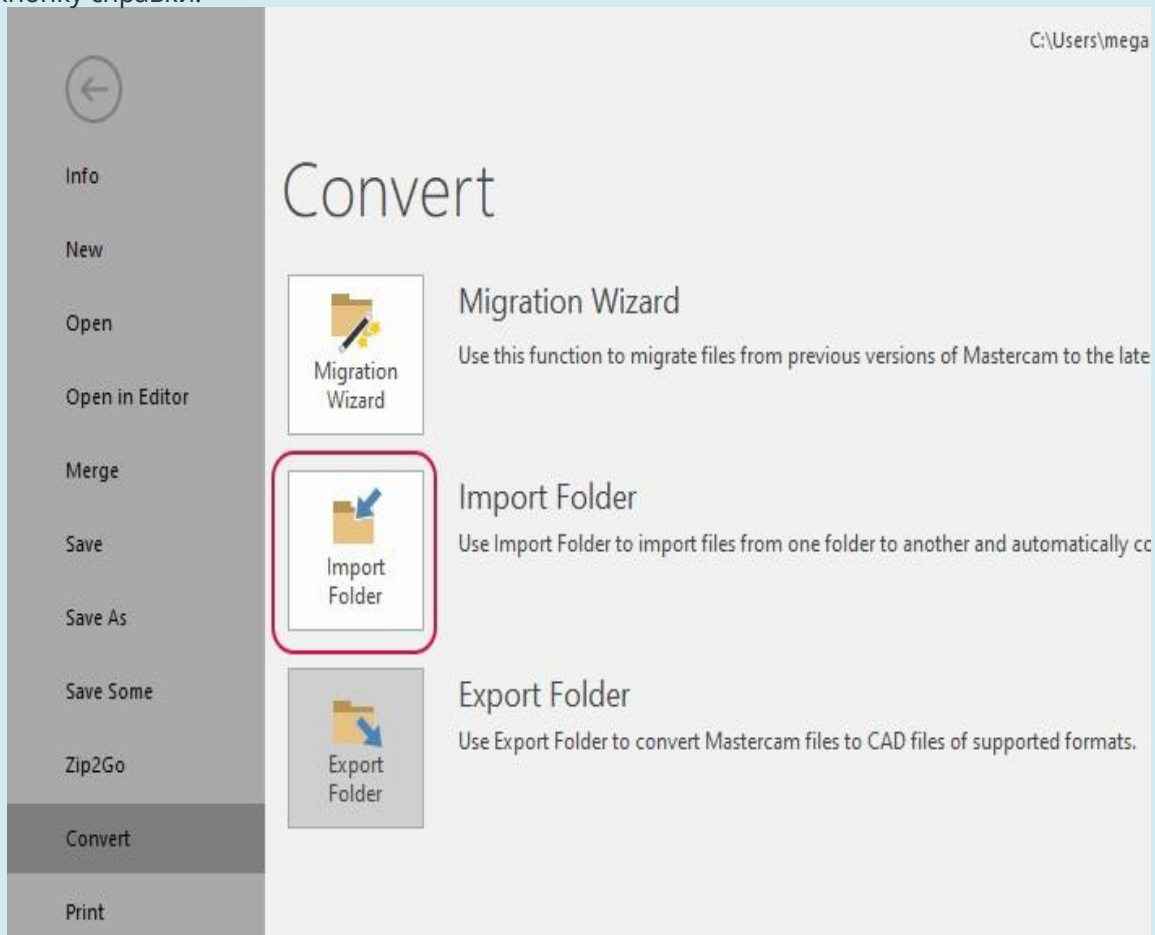 кнопку справки.
C:\Users\mega
Info
New
Open
Open in Editor
Merge
Save
Save As
Save Some
Zip2Go
Convert
Print
Convert
Migration
Wizard
Migration Wizard
Use this function to migrate files from previous versions of Mastercam to the late
Import
Folder
Import Folder
Use Import Folder to import files from one folder to another and automatically co
Export
Folder
Export Folder
Use Export Folder to convert Mastercam files to CAD files of supported formats.